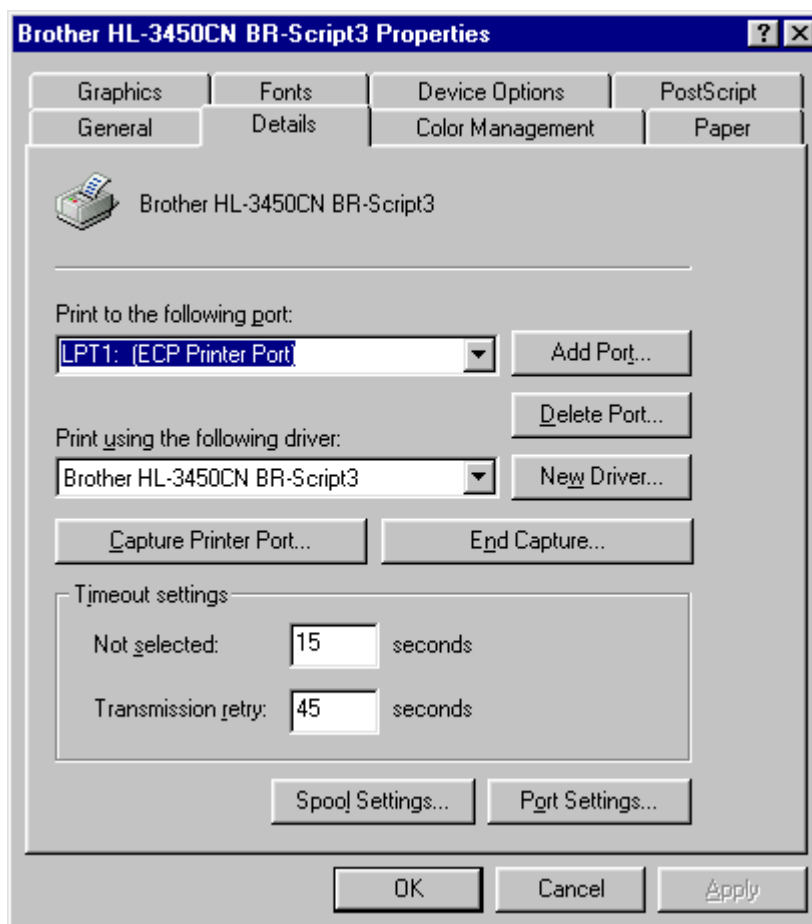 Brother HL-3450CN BR-Script3 Properties
Graphics Fonts Device Options PostScript
General Details Color Management Paper
Brother HL-3450CN BR-Script3
Print to the following port:
LPT1: (ECP Printer Port) Add Port...
Delete Port...
Print using the following driver:
Brother HL-3450CN BR-Script3 New Driver...
Capture Printer Port... End Capture...
Timeout settings
Not selected: 15 seconds
Transmission retry: 45 seconds
Spool Settings... Port Settings...
OK Cancel Apply